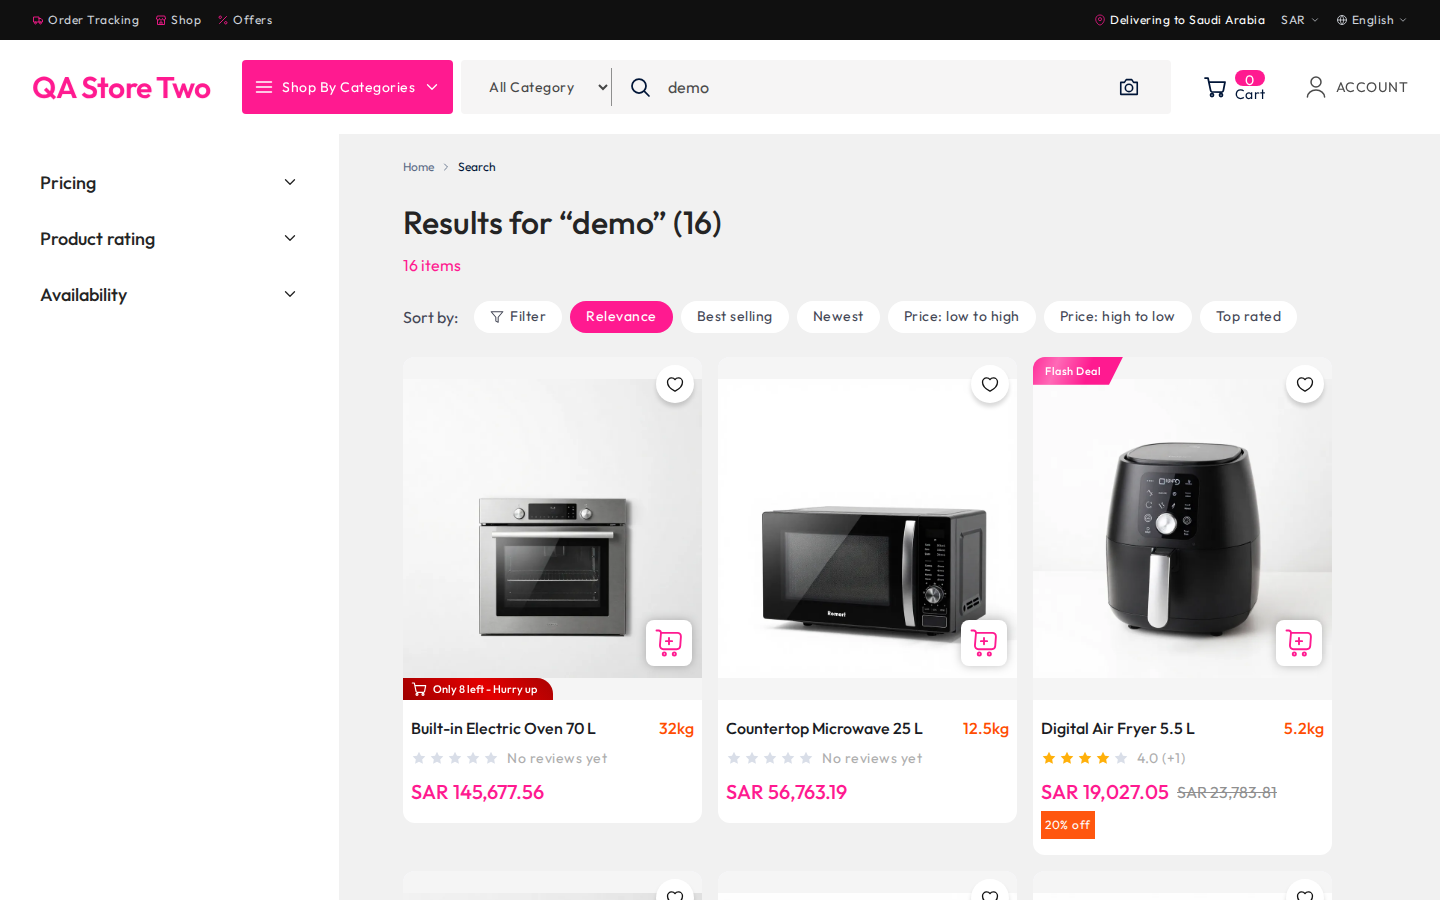 Order Tracking
Shop
Offers
Delivering to Saudi Arabia
SAR
English
QA Store Two
Shop By Categories
All Category
demo
0
Cart
ACCOUNT
Pricing
Product rating
Availability
Home
Search
Results for “demo” (16)
16 items
Sort by:
Filter
Relevance
Best selling
Newest
Price: low to high
Price: high to low
Top rated
Flash Deal
Only 8 left - Hurry up
Built-in Electric Oven 70 L
32kg
No reviews yet
SAR 145,677.56
Countertop Microwave 25 L
12.5kg
No reviews yet
SAR 56,763.19
Digital Air Fryer 5.5 L
5.2kg
4.0 (+1)
SAR 19,027.05
SAR 23,783.81
20% off